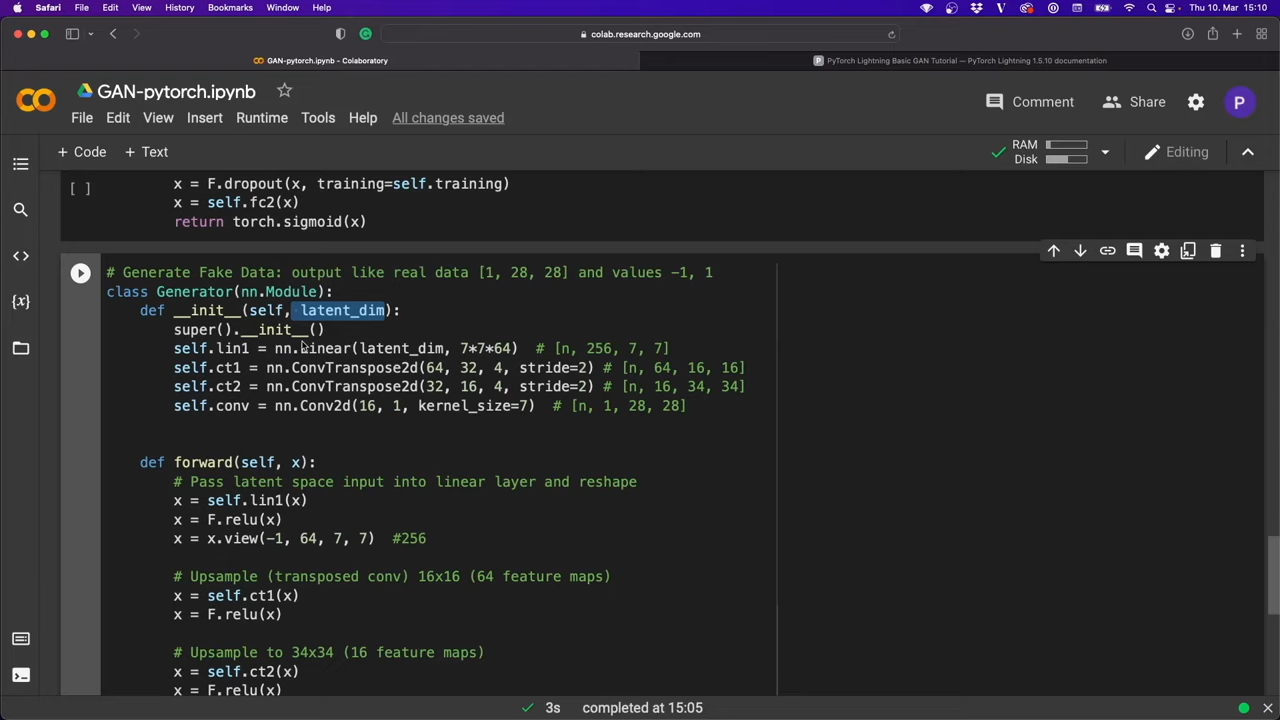 Safari File Edit View History Bookmarks Window Help Thu 10. Mar 15:10
colab.research.google.com
GAN-pytorch.ipynb - Colaboratory
PyTorch Lightning Basic GAN Tutorial — PyTorch Lightning 1.5.10 documentation
GAN-pytorch.ipynb
Comment Share P
File Edit View Insert Runtime Tools Help All changes saved
+ Code + Text RAM Disk Editing
[ ] x = F.dropout(x, training=self.training)
x = self.fc2(x)
return torch.sigmoid(x)
# Generate Fake Data: output like real data [1, 28, 28] and values -1, 1
class Generator(nn.Module):
def __init__(self, latent_dim):
super().__init__()
self.lin1 = nn.Linear(latent_dim, 7*7*64)  # [n, 256, 7, 7]
self.ct1 = nn.ConvTranspose2d(64, 32, 4, stride=2) # [n, 64, 16, 16]
self.ct2 = nn.ConvTranspose2d(32, 16, 4, stride=2) # [n, 16, 34, 34]
self.conv = nn.Conv2d(16, 1, kernel_size=7)  # [n, 1, 28, 28]
def forward(self, x):
# Pass latent space input into linear layer and reshape
x = self.lin1(x)
x = F.relu(x)
x = x.view(-1, 64, 7, 7)  #256
# Upsample (transposed conv) 16x16 (64 feature maps)
x = self.ct1(x)
x = F.relu(x)
# Upsample to 34x34 (16 feature maps)
x = self.ct2(x)
x = F.relu(x)
3s completed at 15:05